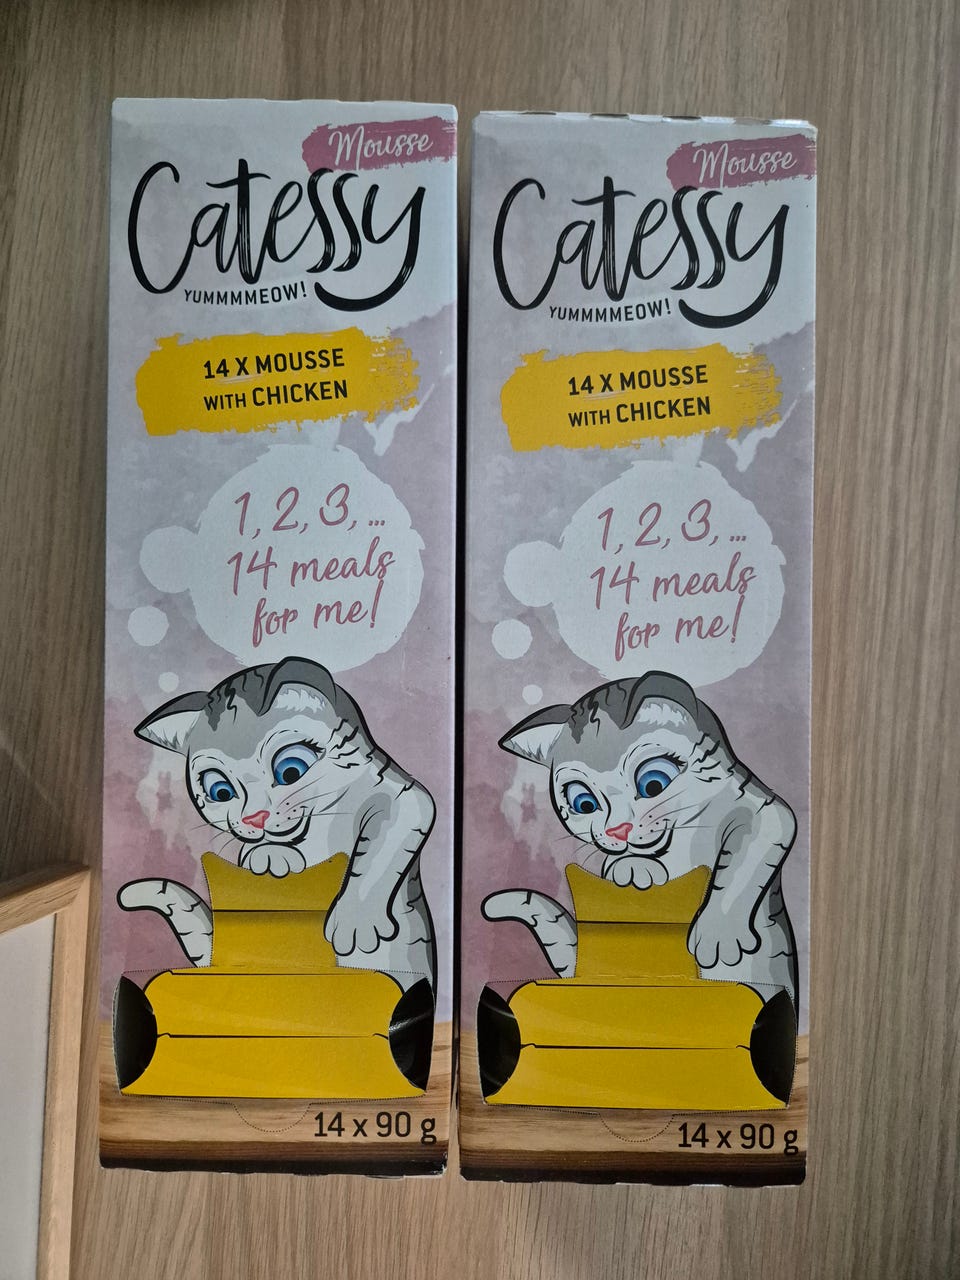 Mousse
Catessy
YUMMMMEOW!
14 X MOUSSE
WITH CHICKEN
1, 2, 3, ...
14 meals
for me!
14 x 90 g
Mousse
Catessy
YUMMMMEOW!
14 X MOUSSE
WITH CHICKEN
1, 2, 3, ...
14 meals
for me!
14 x 90 g